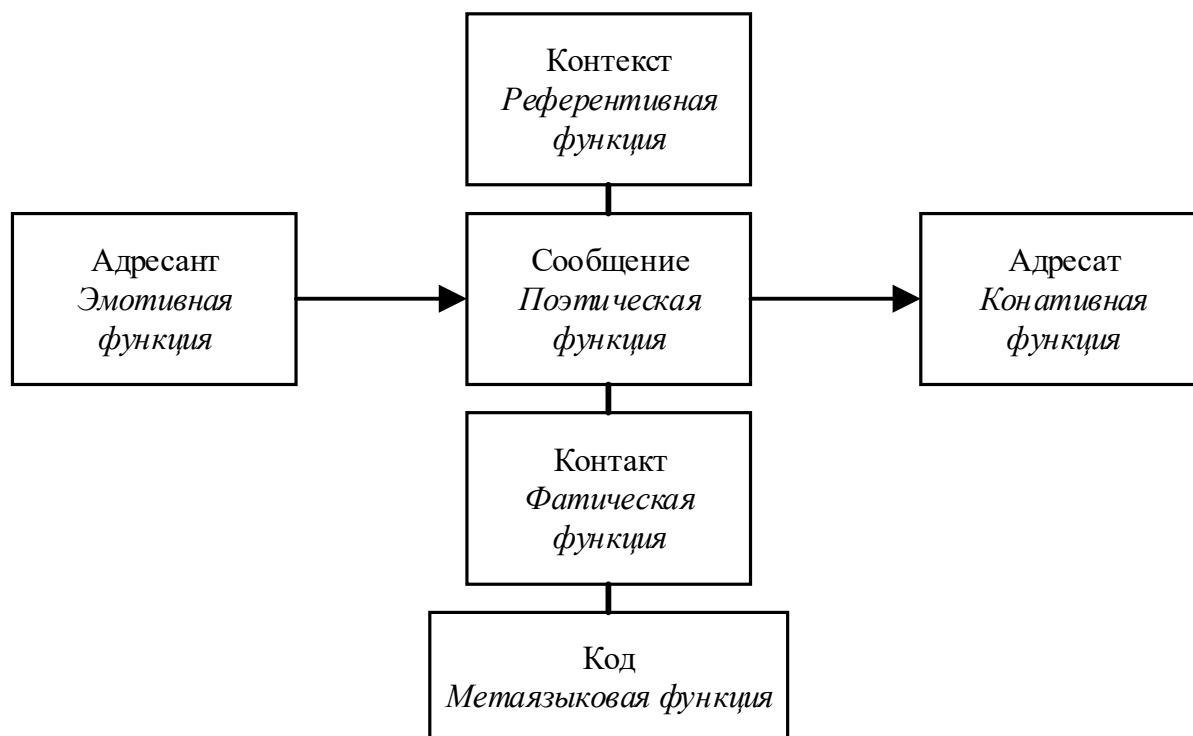 Контекст
Референтивная
функция
Адресант
Эмотивная
функция
Сообщение
Поэтическая
функция
Адресат
Конативная
функция
Контакт
Фатическая
функция
Код
Метаязыковая функция